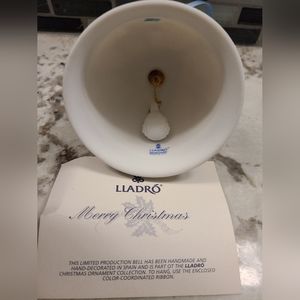 LLADRÓ
LLADRÓ
Merry Christmas
THIS LIMITED PRODUCTION BELL HAS BEEN HANDMADE AND
HAND-DECORATED IN SPAIN AND IS PART OF THE LLADRÓ
CHRISTMAS ORNAMENT COLLECTION. TO HANG, USE THE ENCLOSED
COLOR-COORDINATED RIBBON.